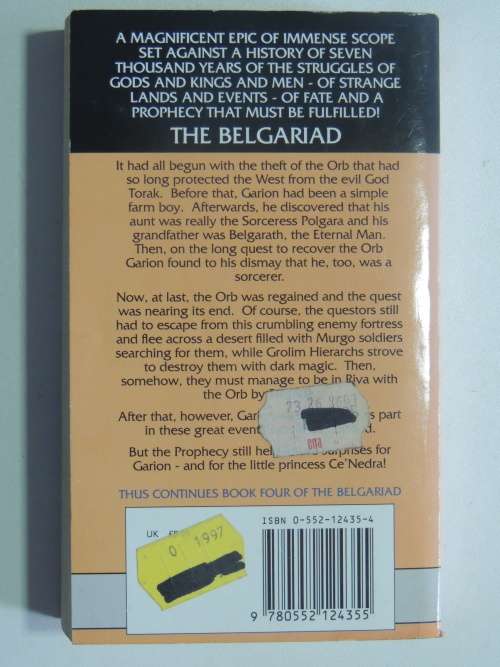 A MAGNIFICENT EPIC OF IMMENSE SCOPE
SET AGAINST A HISTORY OF SEVEN
THOUSAND YEARS OF THE STRUGGLES OF
GODS AND KINGS AND MEN - OF STRANGE
LANDS AND EVENTS - OF FATE AND A
PROPHECY THAT MUST BE FULFILLED!
THE BELGARIAD
It had all begun with the theft of the Orb that had
so long protected the West from the evil God
Torak. Before that, Garion had been a simple
farm boy. Afterwards, he discovered that his
aunt was really the Sorceress Polgara and his
grandfather was Belgarath, the Eternal Man.
Then, on the long quest to recover the Orb
Garion found to his dismay that he, too, was a
sorcerer.
Now, at last, the Orb was regained and the quest
was nearing its end. Of course, the questors still
had to escape from this crumbling enemy fortress
and flee across a desert filled with Murgo soldiers
searching for them, while Grolim Hierarchs strove
to destroy them with dark magic. Then,
somehow, they must manage to be in Riva with
the Orb by
After that, however, part
in these great
But the Prophecy still surprises for
Garion - and for the little princess Ce'Nedra!
THUS CONTINUES BOOK FOUR OF THE BELGARIAD
UK
0 1997
ISBN 0-552-12435-4
9 780552 124355